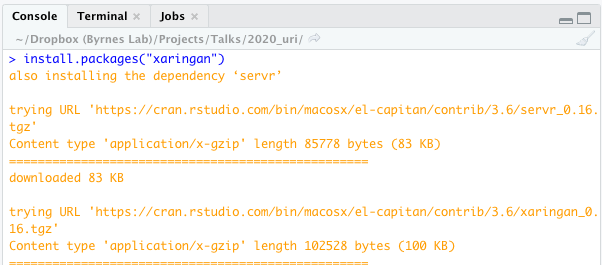 Console Terminal × Jobs ×
~/Dropbox (Byrnes Lab)/Projects/Talks/2020_uri/
> install.packages("xaringan")
also installing the dependency ‘servr’
trying URL 'https://cran.rstudio.com/bin/macosx/el-capitan/contrib/3.6/servr_0.16.
tgz'
Content type 'application/x-gzip' length 85778 bytes (83 KB)
==================================================
downloaded 83 KB
trying URL 'https://cran.rstudio.com/bin/macosx/el-capitan/contrib/3.6/xaringan_0.
16.tgz'
Content type 'application/x-gzip' length 102528 bytes (100 KB)
==================================================